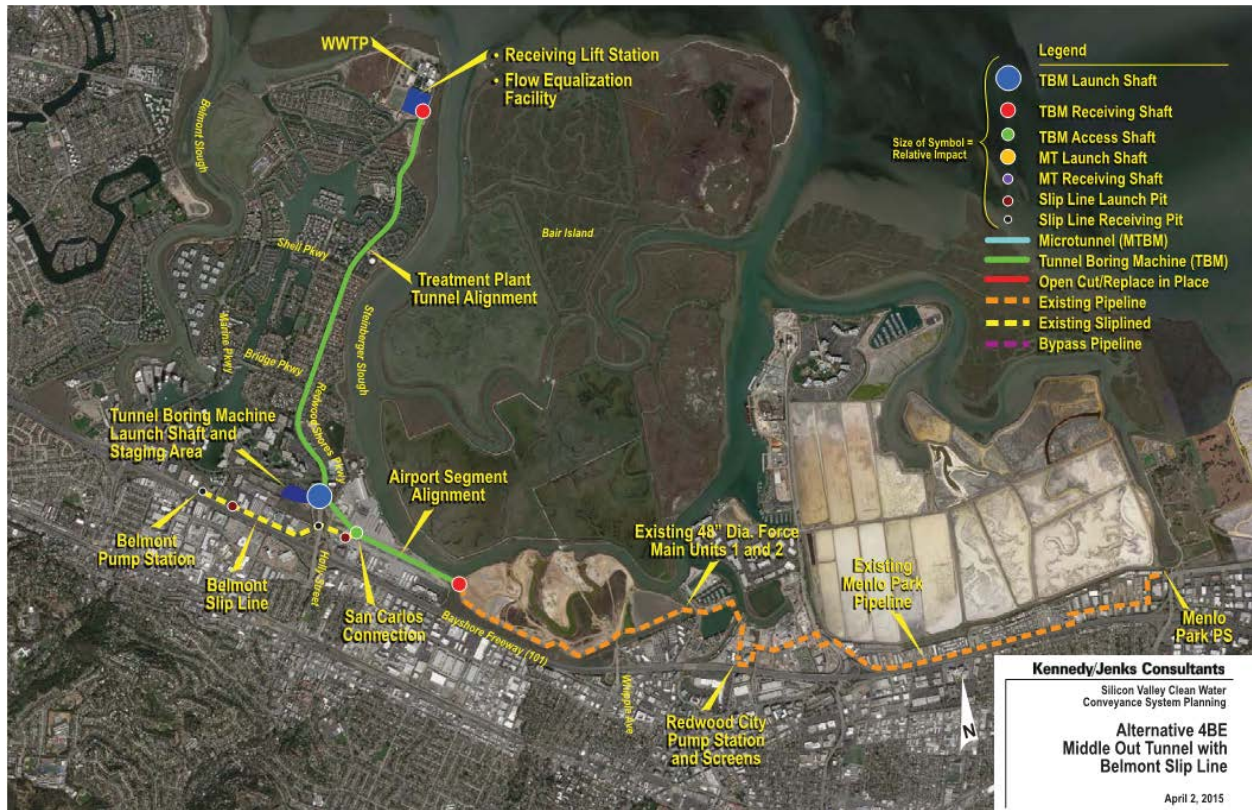 WWTP
• Receiving Lift Station
• Flow Equalization
Facility
Belmont Slough
Bair Island
Shell Pkwy
Treatment Plant
Tunnel Alignment
Steinberger Slough
Marine Pkwy
Bridge Pkwy
Redwood Shores Pkwy
Tunnel Boring Machine
Launch Shaft and
Staging Area
Airport Segment
Alignment
Belmont
Pump Station
Belmont
Slip Line
Holly Street
San Carlos
Connection
Bayshore Freeway (101)
Existing 48" Dia. Force
Main Units 1 and 2
Whipple Ave
Redwood City
Pump Station
and Screens
Existing
Menlo Park
Pipeline
Menlo
Park PS
Legend
Size of Symbol =
Relative Impact
TBM Launch Shaft
TBM Receiving Shaft
TBM Access Shaft
MT Launch Shaft
MT Receiving Shaft
Slip Line Launch Pit
Slip Line Receiving Pit
Microtunnel (MTBM)
Tunnel Boring Machine (TBM)
Open Cut/Replace in Place
Existing Pipeline
Existing Sliplined
Bypass Pipeline
N
Kennedy/Jenks Consultants
Silicon Valley Clean Water
Conveyance System Planning
Alternative 4BE
Middle Out Tunnel with
Belmont Slip Line
April 2, 2015